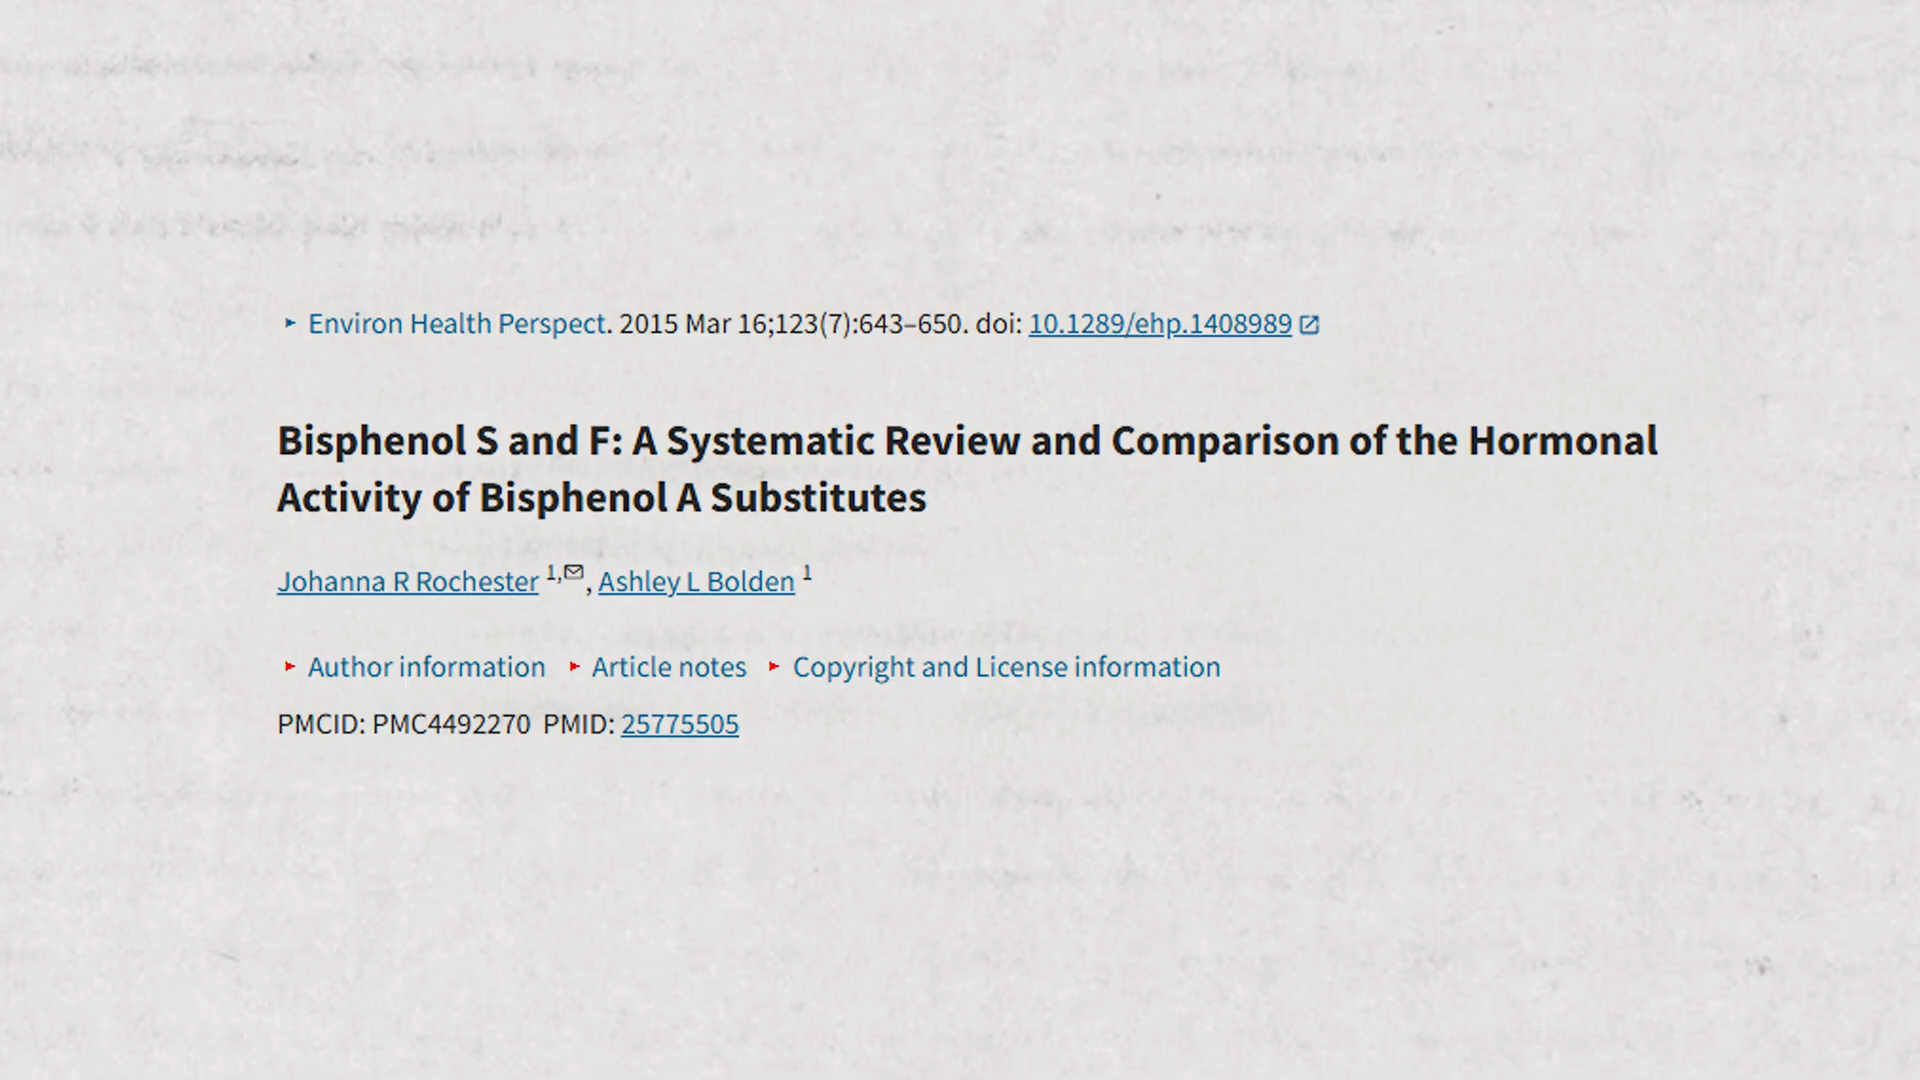 Environ Health Perspect. 2015 Mar 16;123(7):643–650. doi: 10.1289/ehp.1408989
Bisphenol S and F: A Systematic Review and Comparison of the Hormonal
Activity of Bisphenol A Substitutes
Johanna R Rochester 1, Ashley L Bolden 1
Author information Article notes Copyright and License information
PMCID: PMC4492270 PMID: 25775505